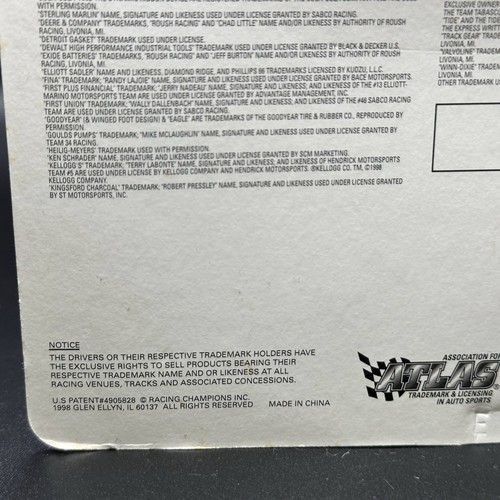 WITH PERMISSION.
"STERLING MARLIN" NAME, SIGNATURE AND LIKENESS USED UNDER LICENSE GRANTED BY SABCO RACING.
"DEERE & COMPANY" TRADEMARKS, "ROUSH RACING" AND "CHAD LITTLE" NAME AND/OR LIKENESS BY AUTHORITY OF ROUSH
RACING, LIVONIA, MI.
"DETROIT GASKET" TRADEMARK USED UNDER LICENSE.
"DEWALT HIGH PERFORMANCE INDUSTRIAL TOOLS" TRADEMARK USED UNDER LICENSE GRANTED BY BLACK & DECKER U.S.
"EXIDE BATTERIES" TRADEMARKS, "ROUSH RACING" AND "JEFF BURTON" NAME AND/OR LIKENESS BY AUTHORITY OF ROUSH
RACING, LIVONIA, MI.
"ELLIOTT SADLER" NAME AND LIKENESS, DIAMOND RIDGE, AND PHILLIPS 66 TRADEMARKS LICENSED BY KUDZU, L.L.C.
"FINA" TRADEMARK; "RANDY LAJOIE" NAME, SIGNATURE AND LIKENESS USED UNDER LICENSE GRANTED BY BACE MOTORSPORTS.
"FIRST PLUS FINANCIAL" TRADEMARK; "JERRY NADEAU" NAME, SIGNATURE AND LIKENESS; AND LIKENESS OF THE #13 ELLIOTT-
MARINO MOTORSPORTS TEAM ARE USED UNDER LICENSE GRANTED BY ADVANTAGE MANAGEMENT, INC.
"FIRST UNION" TRADEMARK; "WALLY DALLENBACH" NAME, SIGNATURE AND LIKENESS; AND LIKENESS OF THE #46 SABCO RACING
TEAM ARE USED UNDER LICENSE GRANTED BY SABCO RACING.
"GOODYEAR" (& WINGED FOOT DESIGN) & "EAGLE" ARE TRADEMARKS OF THE GOODYEAR TIRE & RUBBER CO., REPRODUCED BY
PERMISSION.
"GOULDS PUMPS" TRADEMARK; "MIKE MCLAUGHLIN" NAME, SIGNATURE AND LIKENESS USED UNDER LICENSE GRANTED BY
TEAM 34 RACING.
"HEILIG-MEYERS" TRADEMARK USED WITH PERMISSION.
"KEN SCHRADER" NAME, SIGNATURE AND LIKENESS USED UNDER LICENSE GRANTED BY SCM MARKETING.
"KELLOGG'S" TRADEMARK; "TERRY LABONTE" NAME, SIGNATURE AND LIKENESS; AND LIKENESS OF HENDRICK MOTORSPORTS
TEAM #5 ARE USED UNDER LICENSE BY KELLOGG COMPANY AND HENDRICK MOTORSPORTS. ©KELLOGG CO. TM, ©1998
KELLOGG COMPANY.
"KINGSFORD CHARCOAL" TRADEMARK; "ROBERT PRESSLEY" NAME, SIGNATURE AND LIKENESS USED UNDER LICENSE GRANTED
BY ST MOTORSPORTS, INC.
EXCLUSIVE OWNER
THE TEAM TABASCO
"TIDE" AND THE TIDE
THE EXPRESS WRITTE
"TRACK GEAR" TRADE
LIVONIA, MI.
"VALVOLINE" TRADEM
LIVONIA, MI.
"WINN-DIXIE" TRADEM
OTHER TRADEMARK U
NOTICE
THE DRIVERS OR THEIR RESPECTIVE TRADEMARK HOLDERS HAVE
THE EXCLUSIVE RIGHTS TO SELL PRODUCTS BEARING THEIR
RESPECTIVE TRADEMARK NAME AND OR LIKENESS AT ALL
RACING VENUES, TRACKS AND ASSOCIATED CONCESSIONS.
U.S PATENT#4905828 © RACING CHAMPIONS INC.
1998 GLEN ELLYN, IL 60137 ALL RIGHTS RESERVED MADE IN CHINA
ASSOCIATION FOR
ATLAS
TRADEMARK & LICENSING
IN AUTO SPORTS